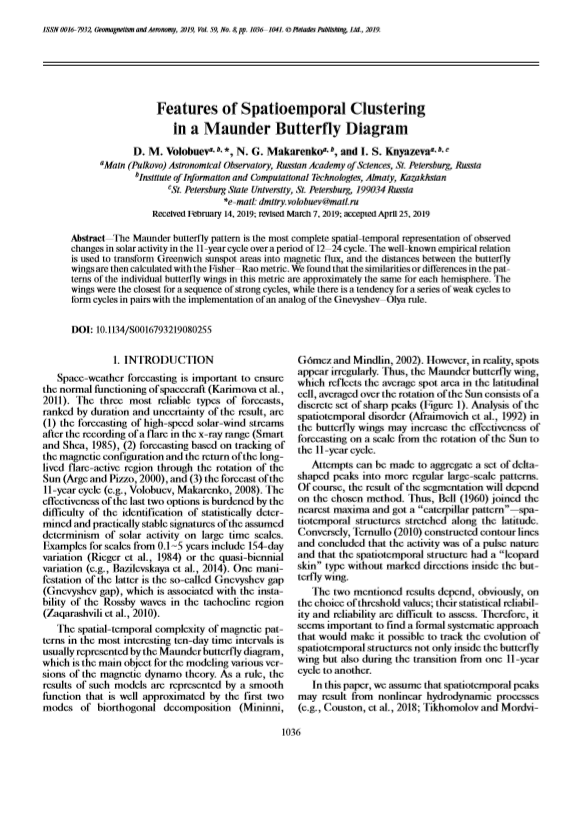 ISSN 0016-7932, Geomagnetism and Aeronomy, 2019, Vol. 59, No. 8, pp. 1036–1041. © Pleiades Publishing, Ltd., 2019.
Features of Spatioemporal Clustering
in a Maunder Butterfly Diagram
D. M. Volobuev^a, b, *, N. G. Makarenko^a, b, and I. S. Knyazeva^a, b, c
^a Main (Pulkovo) Astronomical Observatory, Russian Academy of Sciences, St. Petersburg, Russia
^b Institute of Information and Computational Technologies, Almaty, Kazakhstan
^c St. Petersburg State University, St. Petersburg, 199034 Russia
*e-mail: dmitry.volobuev@mail.ru
Received February 14, 2019; revised March 7, 2019; accepted April 25, 2019
Abstract—The Maunder butterfly pattern is the most complete spatial-temporal representation of observed
changes in solar activity in the 11-year cycle over a period of 12–24 cycle. The well-known empirical relation
is used to transform Greenwich sunspot areas into magnetic flux, and the distances between the butterfly
wings are then calculated with the Fisher–Rao metric. We found that the similarities or differences in the pat-
terns of the individual butterfly wings in this metric are approximately the same for each hemisphere. The
wings were the closest for a sequence of strong cycles, while there is a tendency for a series of weak cycles to
form cycles in pairs with the implementation of an analog of the Gnevyshev–Olya rule.
DOI: 10.1134/S0016793219080255
1. INTRODUCTION
Space-weather forecasting is important to ensure
the normal functioning of spacecraft (Karimova et al.,
2011). The three most reliable types of forecasts,
ranked by duration and uncertainty of the result, are
(1) the forecasting of high-speed solar-wind streams
after the recording of a flare in the x-ray range (Smart
and Shea, 1985), (2) forecasting based on tracking of
the magnetic configuration and the return of the long-
lived flare-active region through the rotation of the
Sun (Arge and Pizzo, 2000), and (3) the forecast of the
11-year cycle (e.g., Volobuev, Makarenko, 2008). The
effectiveness of the last two options is burdened by the
difficulty of the identification of statistically deter-
mined and practically stable signatures of the assumed
determinism of solar activity on large time scales.
Examples for scales from 0.1–5 years include 154-day
variation (Rieger et al., 1984) or the quasi-biennial
variation (e.g., Bazilevskaya et al., 2014). One mani-
festation of the latter is the so-called Gnevyshev gap
(Gnevyshev gap), which is associated with the insta-
bility of the Rossby waves in the tachocline region
(Zaqarashvili et al., 2010).
The spatial-temporal complexity of magnetic pat-
terns in the most interesting ten-day time intervals is
usually represented by the Maunder butterfly diagram,
which is the main object for the modeling various ver-
sions of the magnetic dynamo theory. As a rule, the
results of such models are represented by a smooth
function that is well approximated by the first two
modes of biorthogonal decomposition (Mininni,
Gómez and Mindlin, 2002). However, in reality, spots
appear irregularly. Thus, the Maunder butterfly wing,
which reflects the average spot area in the latitudinal
cell, averaged over the rotation of the Sun consists of a
discrete set of sharp peaks (Figure 1). Analysis of the
spatiotemporal disorder (Afraimovich et al., 1992) in
the butterfly wings may increase the effectiveness of
forecasting on a scale from the rotation of the Sun to
the 11-year cycle.
Attempts can be made to aggregate a set of delta-
shaped peaks into more regular large-scale patterns.
Of course, the result of the segmentation will depend
on the chosen method. Thus, Bell (1960) joined the
nearest maxima and got a “caterpillar pattern”—spa-
tiotemporal structures stretched along the latitude.
Conversely, Ternullo (2010) constructed contour lines
and concluded that the activity was of a pulse nature
and that the spatiotemporal structure had a “leopard
skin” type without marked directions inside the but-
terfly wing.
The two mentioned results depend, obviously, on
the choice of threshold values; their statistical reliabil-
ity and reliability are difficult to assess. Therefore, it
seems important to find a formal systematic approach
that would make it possible to track the evolution of
spatiotemporal structures not only inside the butterfly
wing but also during the transition from one 11-year
cycle to another.
In this paper, we assume that spatiotemporal peaks
may result from nonlinear hydrodynamic processes
(e.g., Couston, et al., 2018; Tikhomolov and Mordvi-
1036